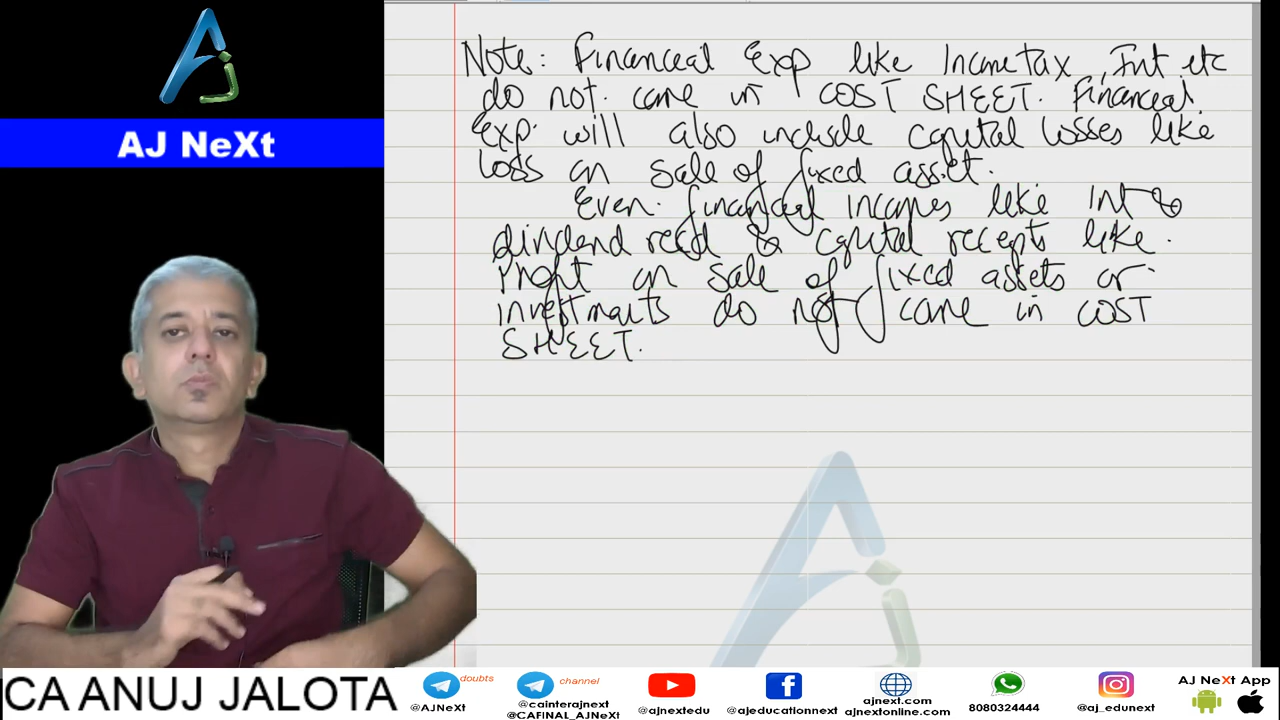 AJ NeXt
Note: Financial Exp like Income tax, Int etc
do not come in COST SHEET. Financial
Exp. will also include capital losses like
loss on sale of fixed asset.
Even financial incomes like Int &
dividend recd & capital receipts like
Profit on sale of fixed assets or
investments do not come in COST
SHEET.
CA ANUJ JALOTA
doubts
@AJNeXt
channel
@cainterajnext
@CAFINAL_AJNeXt
@ajnextedu
@ajeducationnext
ajnext.com
ajnextonline.com
8080324444
@aj_edunext
AJ NeXt App